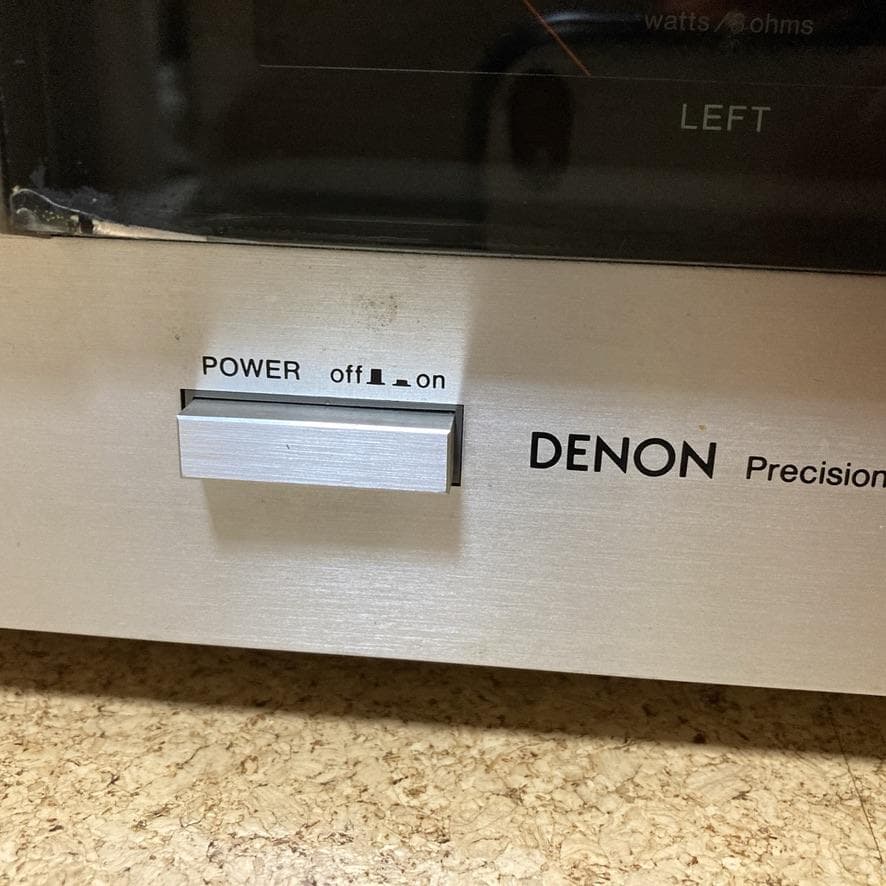 watts/8 ohms
LEFT
POWER off on
DENON Precision